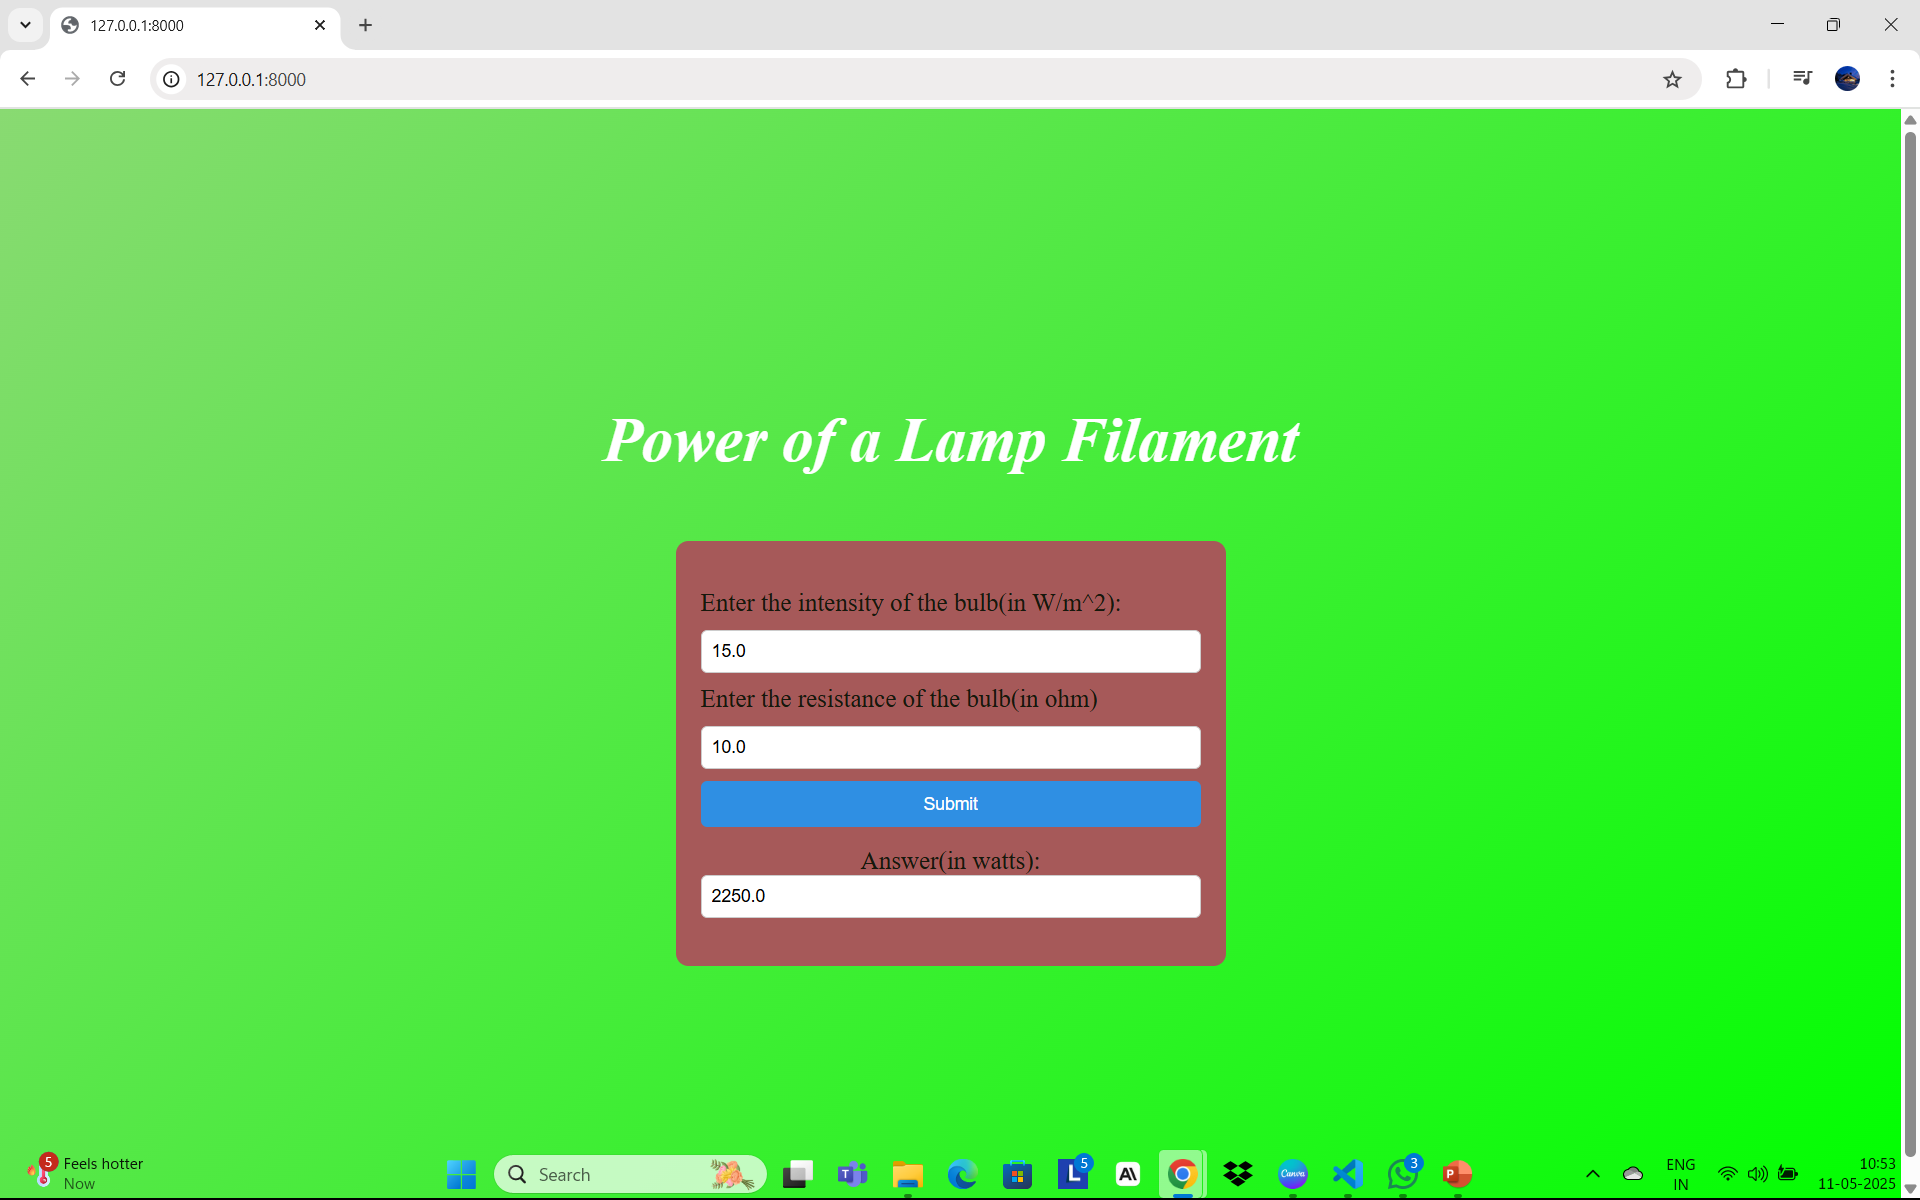 127.0.0.1:8000
127.0.0.1:8000
Power of a Lamp Filament
Enter the intensity of the bulb(in W/m^2):
15.0
Enter the resistance of the bulb(in ohm)
10.0
Submit
Answer(in watts):
2250.0
5
Feels hotter
Now
Search
T
L
5
A\
Canva
3
P
ENG
IN
10:53
11-05-2025